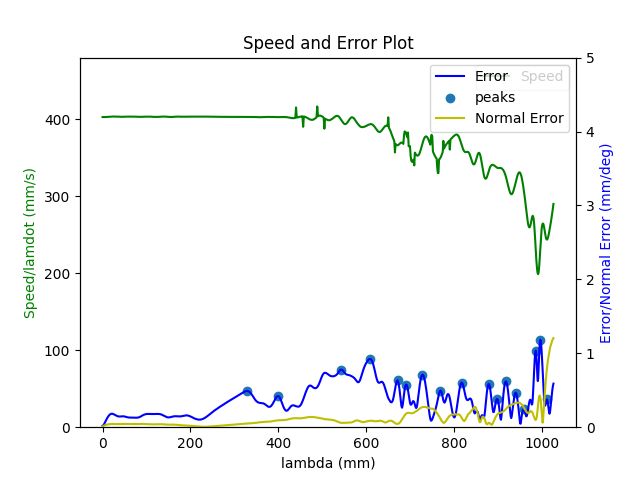 Speed and Error Plot
Speed/lamdot (mm/s)
400
300
200
100
0
Error
Speed
peaks
Normal Error
5
4
3
2
1
0
Error/Normal Error (mm/deg)
0 200 400 600 800 1000
lambda (mm)